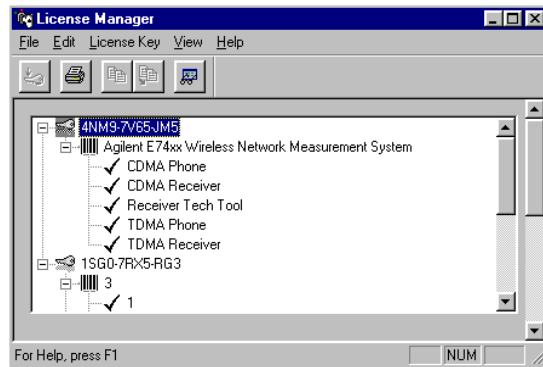 License Manager
File Edit License Key View Help
4NM9-7V65-JM5
Agilent E74xx Wireless Network Measurement System
CDMA Phone
CDMA Receiver
Receiver Tech Tool
TDMA Phone
TDMA Receiver
1SG0-7RX5-RG3
3
1
For Help, press F1
NUM